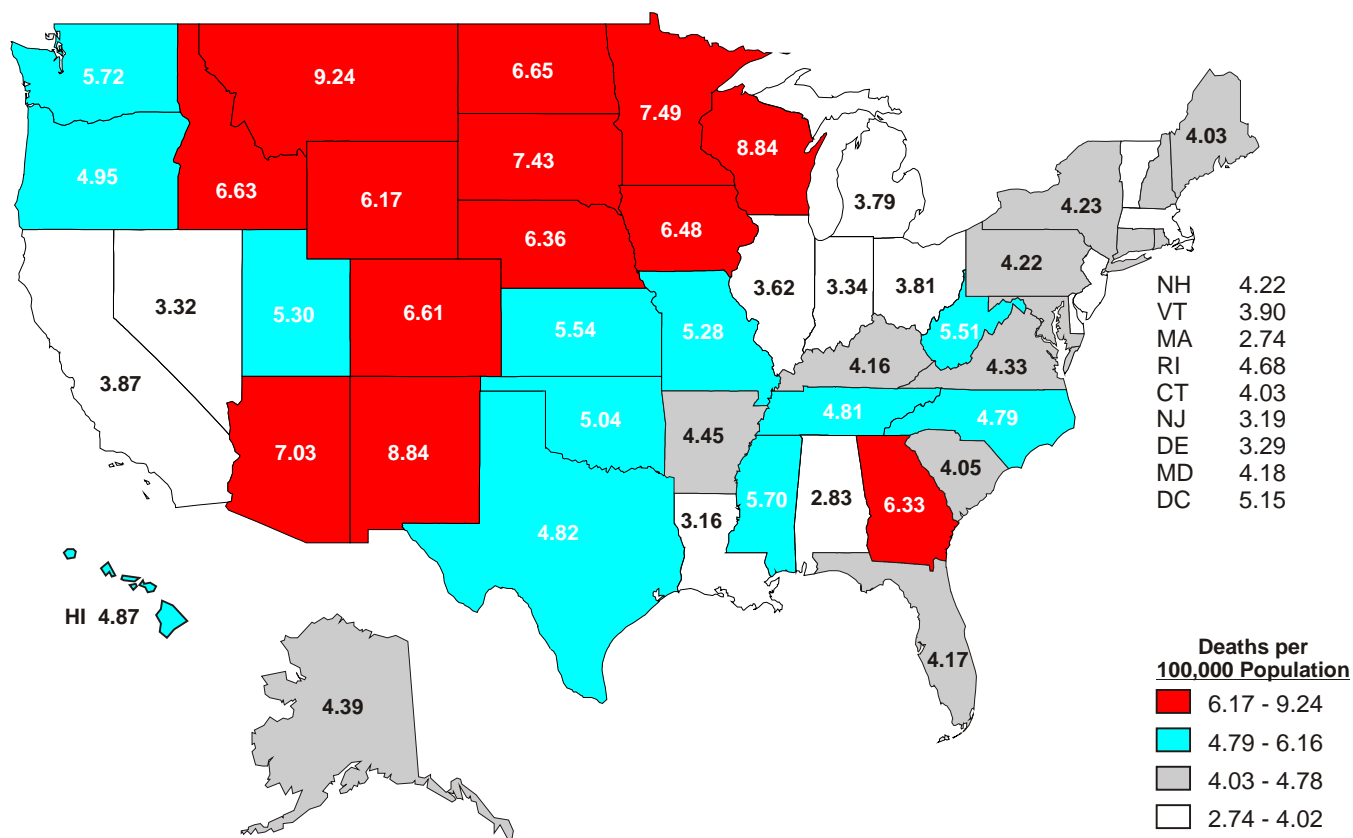 5.72
9.24
6.65
7.49
8.84
4.03
4.95
6.63
6.17
7.43
3.79
4.23
6.36
6.48
4.22
3.32
5.30
6.61
5.54
5.28
3.62
3.34
3.81
5.51
3.87
4.16
4.33
7.03
8.84
5.04
4.45
4.81
4.79
4.05
4.82
3.16
5.70
2.83
6.33
4.17
HI 4.87
4.39
NH 4.22
VT 3.90
MA 2.74
RI 4.68
CT 4.03
NJ 3.19
DE 3.29
MD 4.18
DC 5.15
Deaths per
100,000 Population
6.17 - 9.24
4.79 - 6.16
4.03 - 4.78
2.74 - 4.02